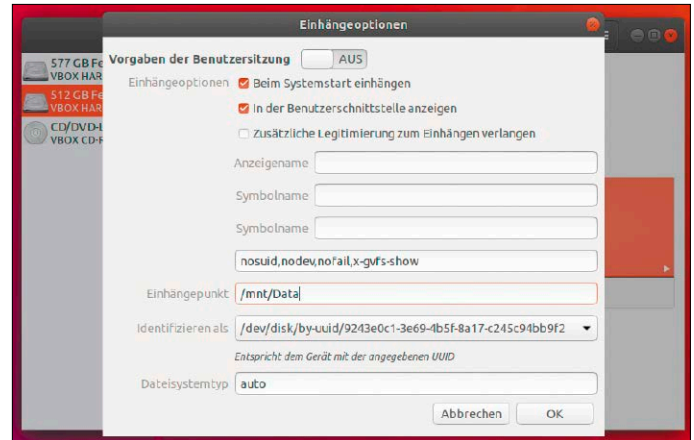 Einhängeoptionen
577 GB Fe
VBOX HAR
512 GB Fe
VBOX HAR
CD/DVD-L
VBOX CD-R
Vorgaben der Benutzersitzung AUS
Einhängeoptionen Beim Systemstart einhängen
In der Benutzerschnittstelle anzeigen
Zusätzliche Legitimierung zum Einhängen verlangen
Anzeigename
Symbolname
Symbolname
nosuid,nodev,nofail,x-gvfs-show
Einhängepunkt /mnt/Data
Identifizieren als /dev/disk/by-uuid/9243e0c1-3e69-4b5f-8a17-c245c94bb9f2
Entspricht dem Gerät mit der angegebenen UUID
Dateisystemtyp auto
Abbrechen OK